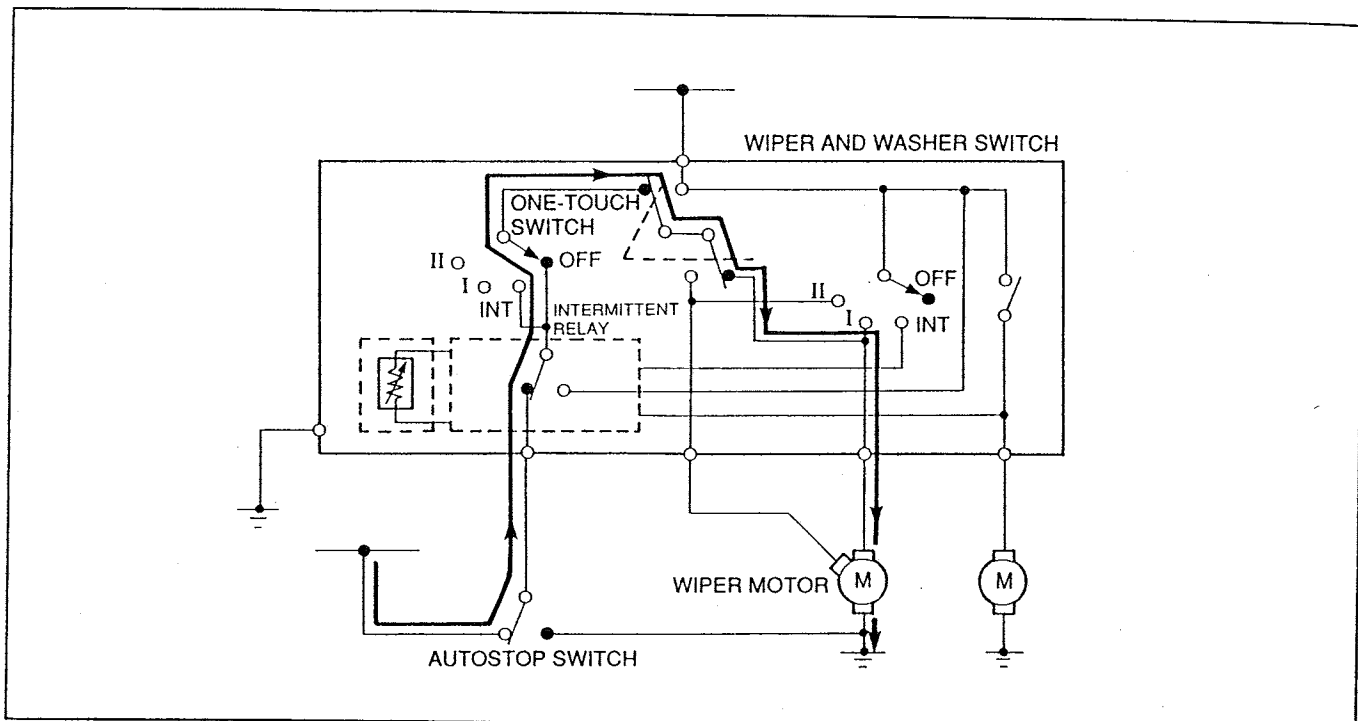 WIPER AND WASHER SWITCH
ONE-TOUCH
SWITCH
OFF
II
I
INT
INTERMITTENT
RELAY
OFF
II
I
INT
WIPER MOTOR
M
M
AUTOSTOP SWITCH